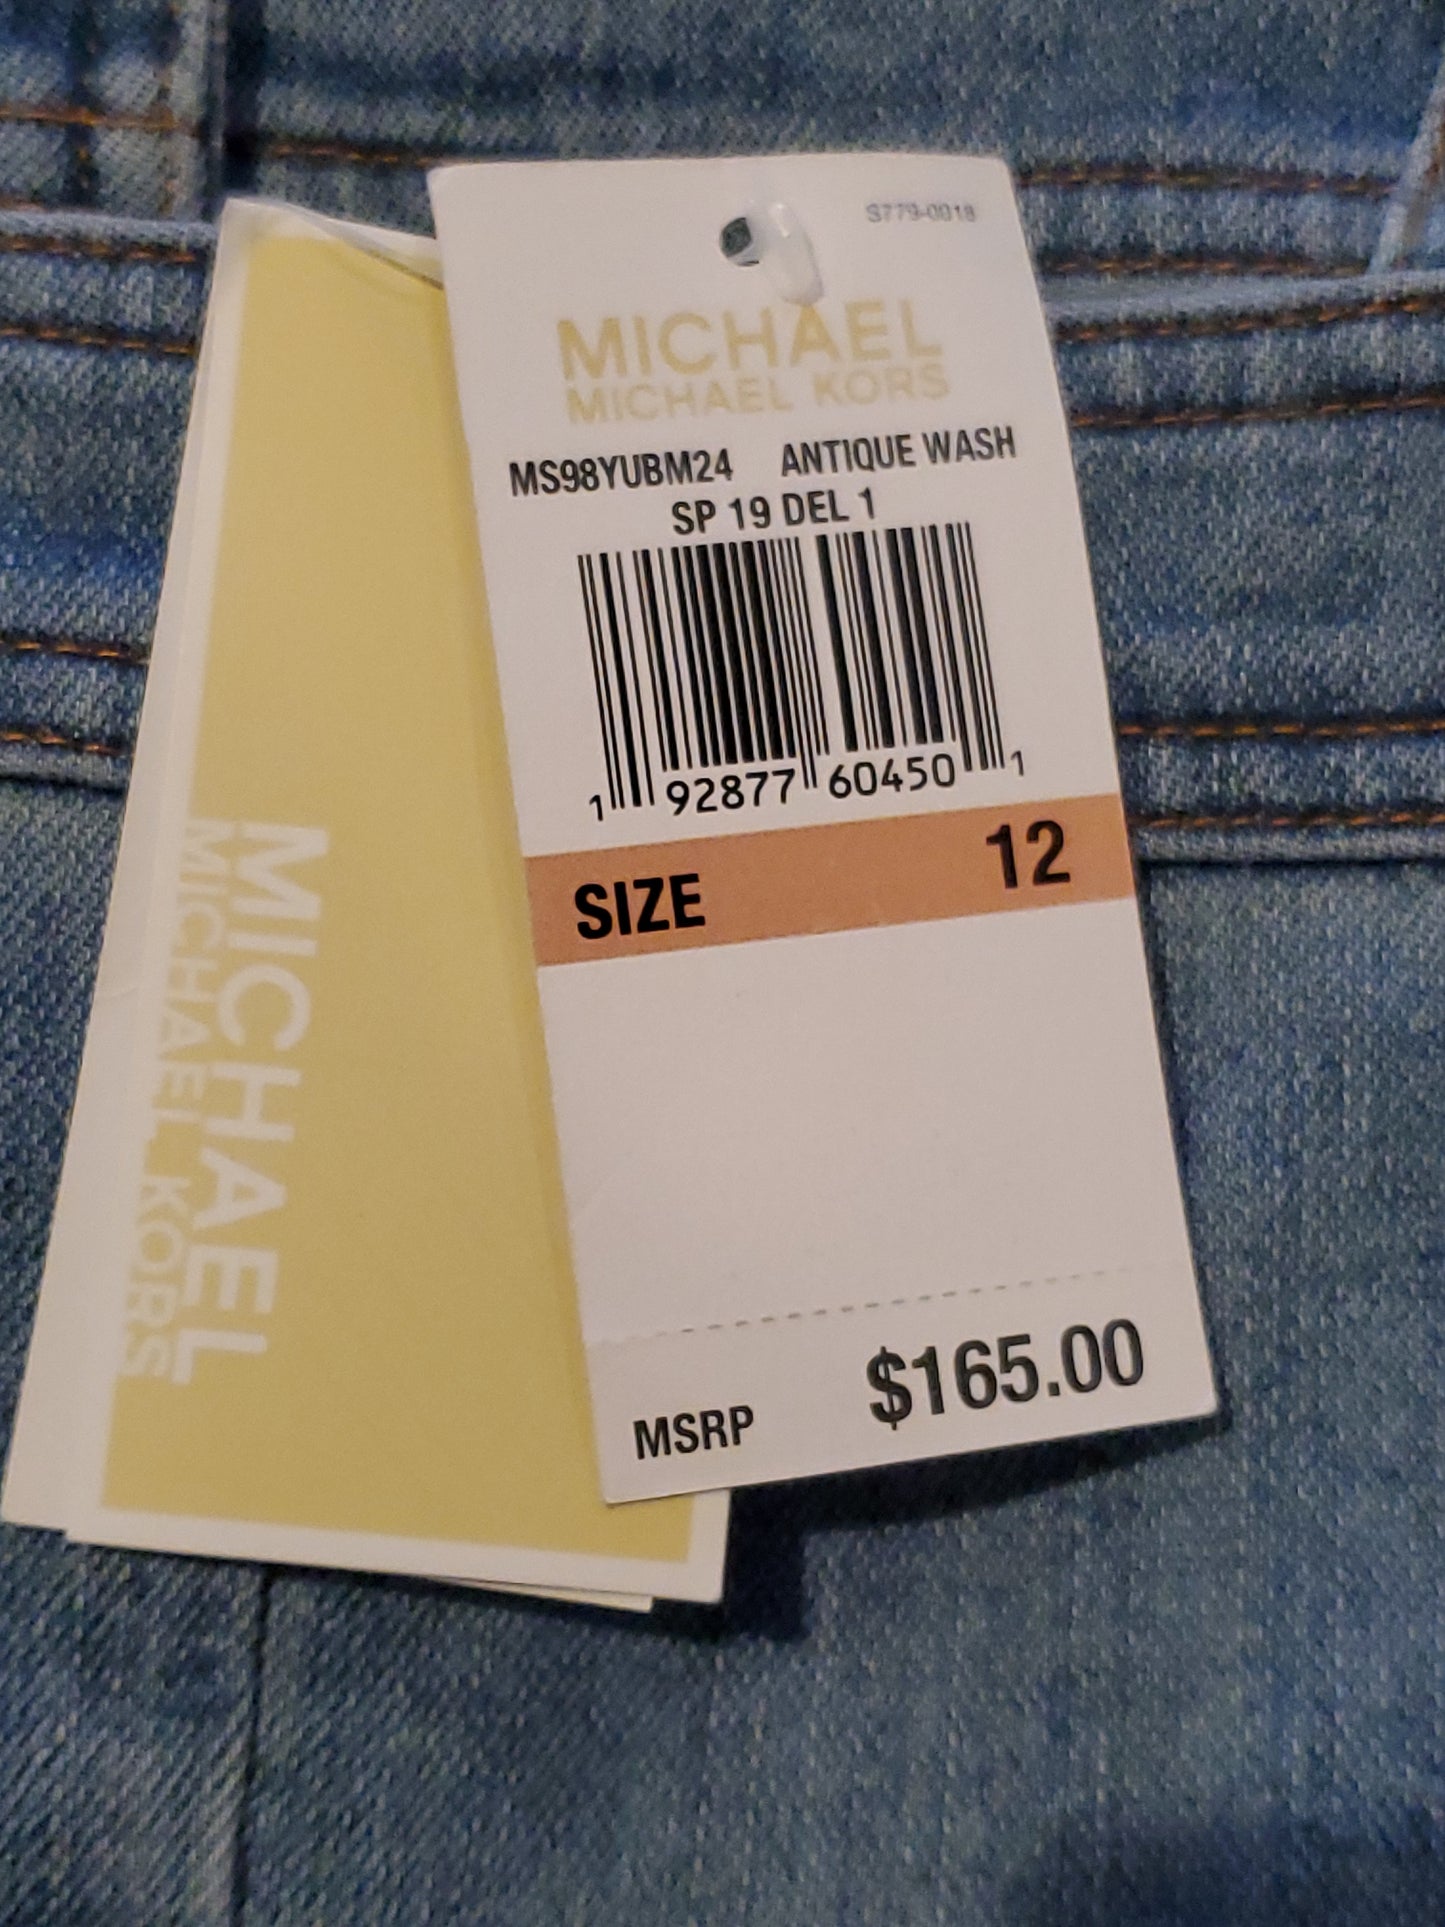 S779-0018
MICHAEL
MICHAEL KORS
MS98YUBM24 ANTIQUE WASH
SP 19 DEL 1
1 92877 60450 1
SIZE 12
MSRP $165.00
MICHAEL
MICHAEL KORS